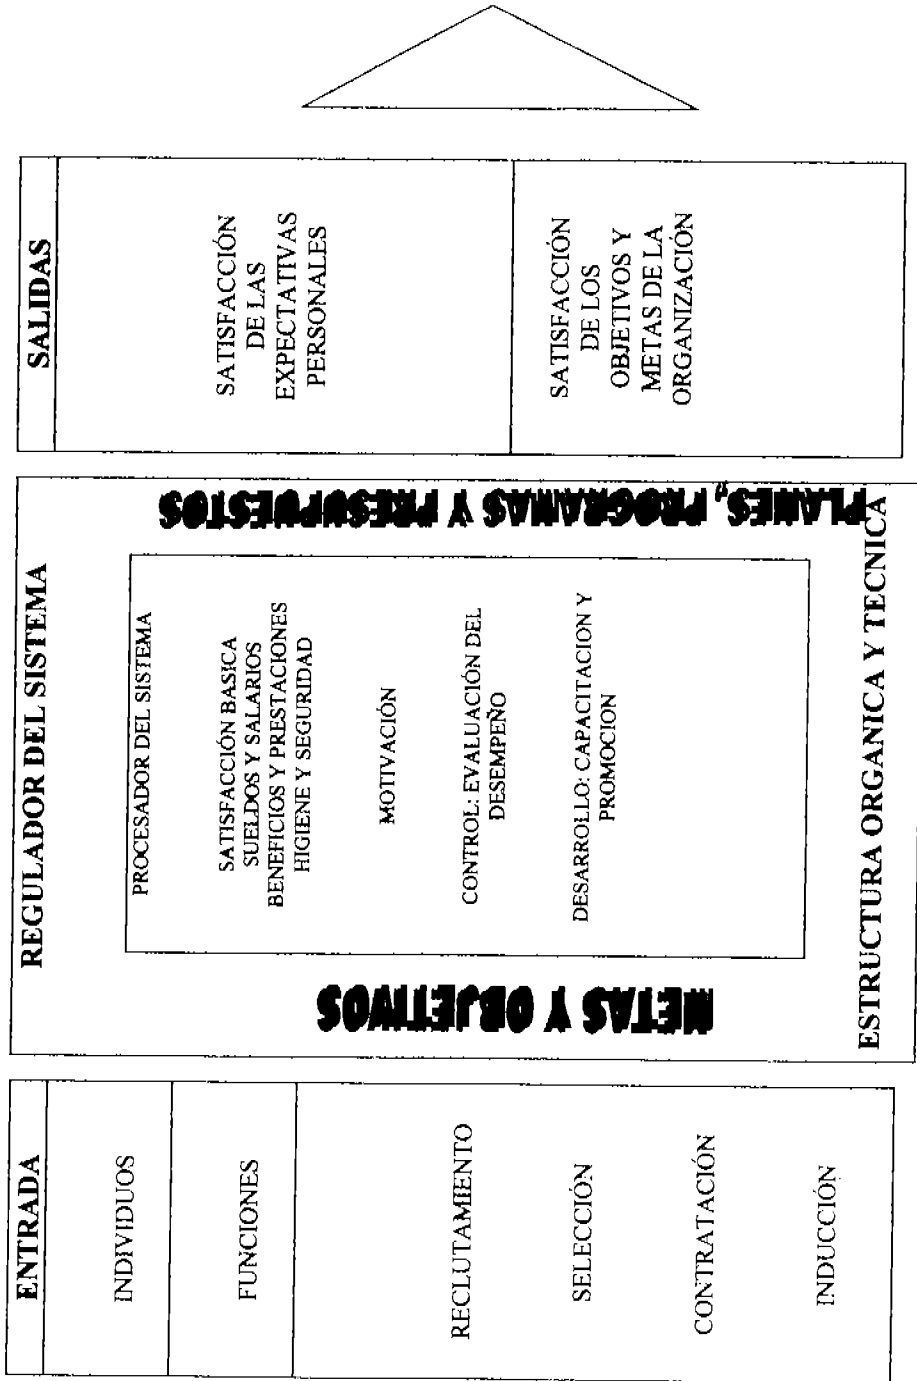 ENTRADA
INDIVIDUOS
FUNCIONES
RECLUTAMIENTO
SELECCIÓN
CONTRATACIÓN
INDUCCIÓN
REGULADOR DEL SISTEMA
METAS Y OBJETIVOS
PROCESADOR DEL SISTEMA
SATISFACCIÓN BASICA
SUELDOS Y SALARIOS
BENEFICIOS Y PRESTACIONES
HIGIENE Y SEGURIDAD
MOTIVACIÓN
CONTROL: EVALUACIÓN DEL
DESEMPEÑO
DESARROLLO: CAPACITACION Y
PROMOCION
PLANES, PROGRAMAS Y PRESUPUESTOS
ESTRUCTURA ORGANICA Y TECNICA
SALIDAS
SATISFACCIÓN
DE LAS
EXPECTATIVAS
PERSONALES
SATISFACCIÓN
DE LOS
OBJETIVOS Y
METAS DE LA
ORGANIZACIÓN